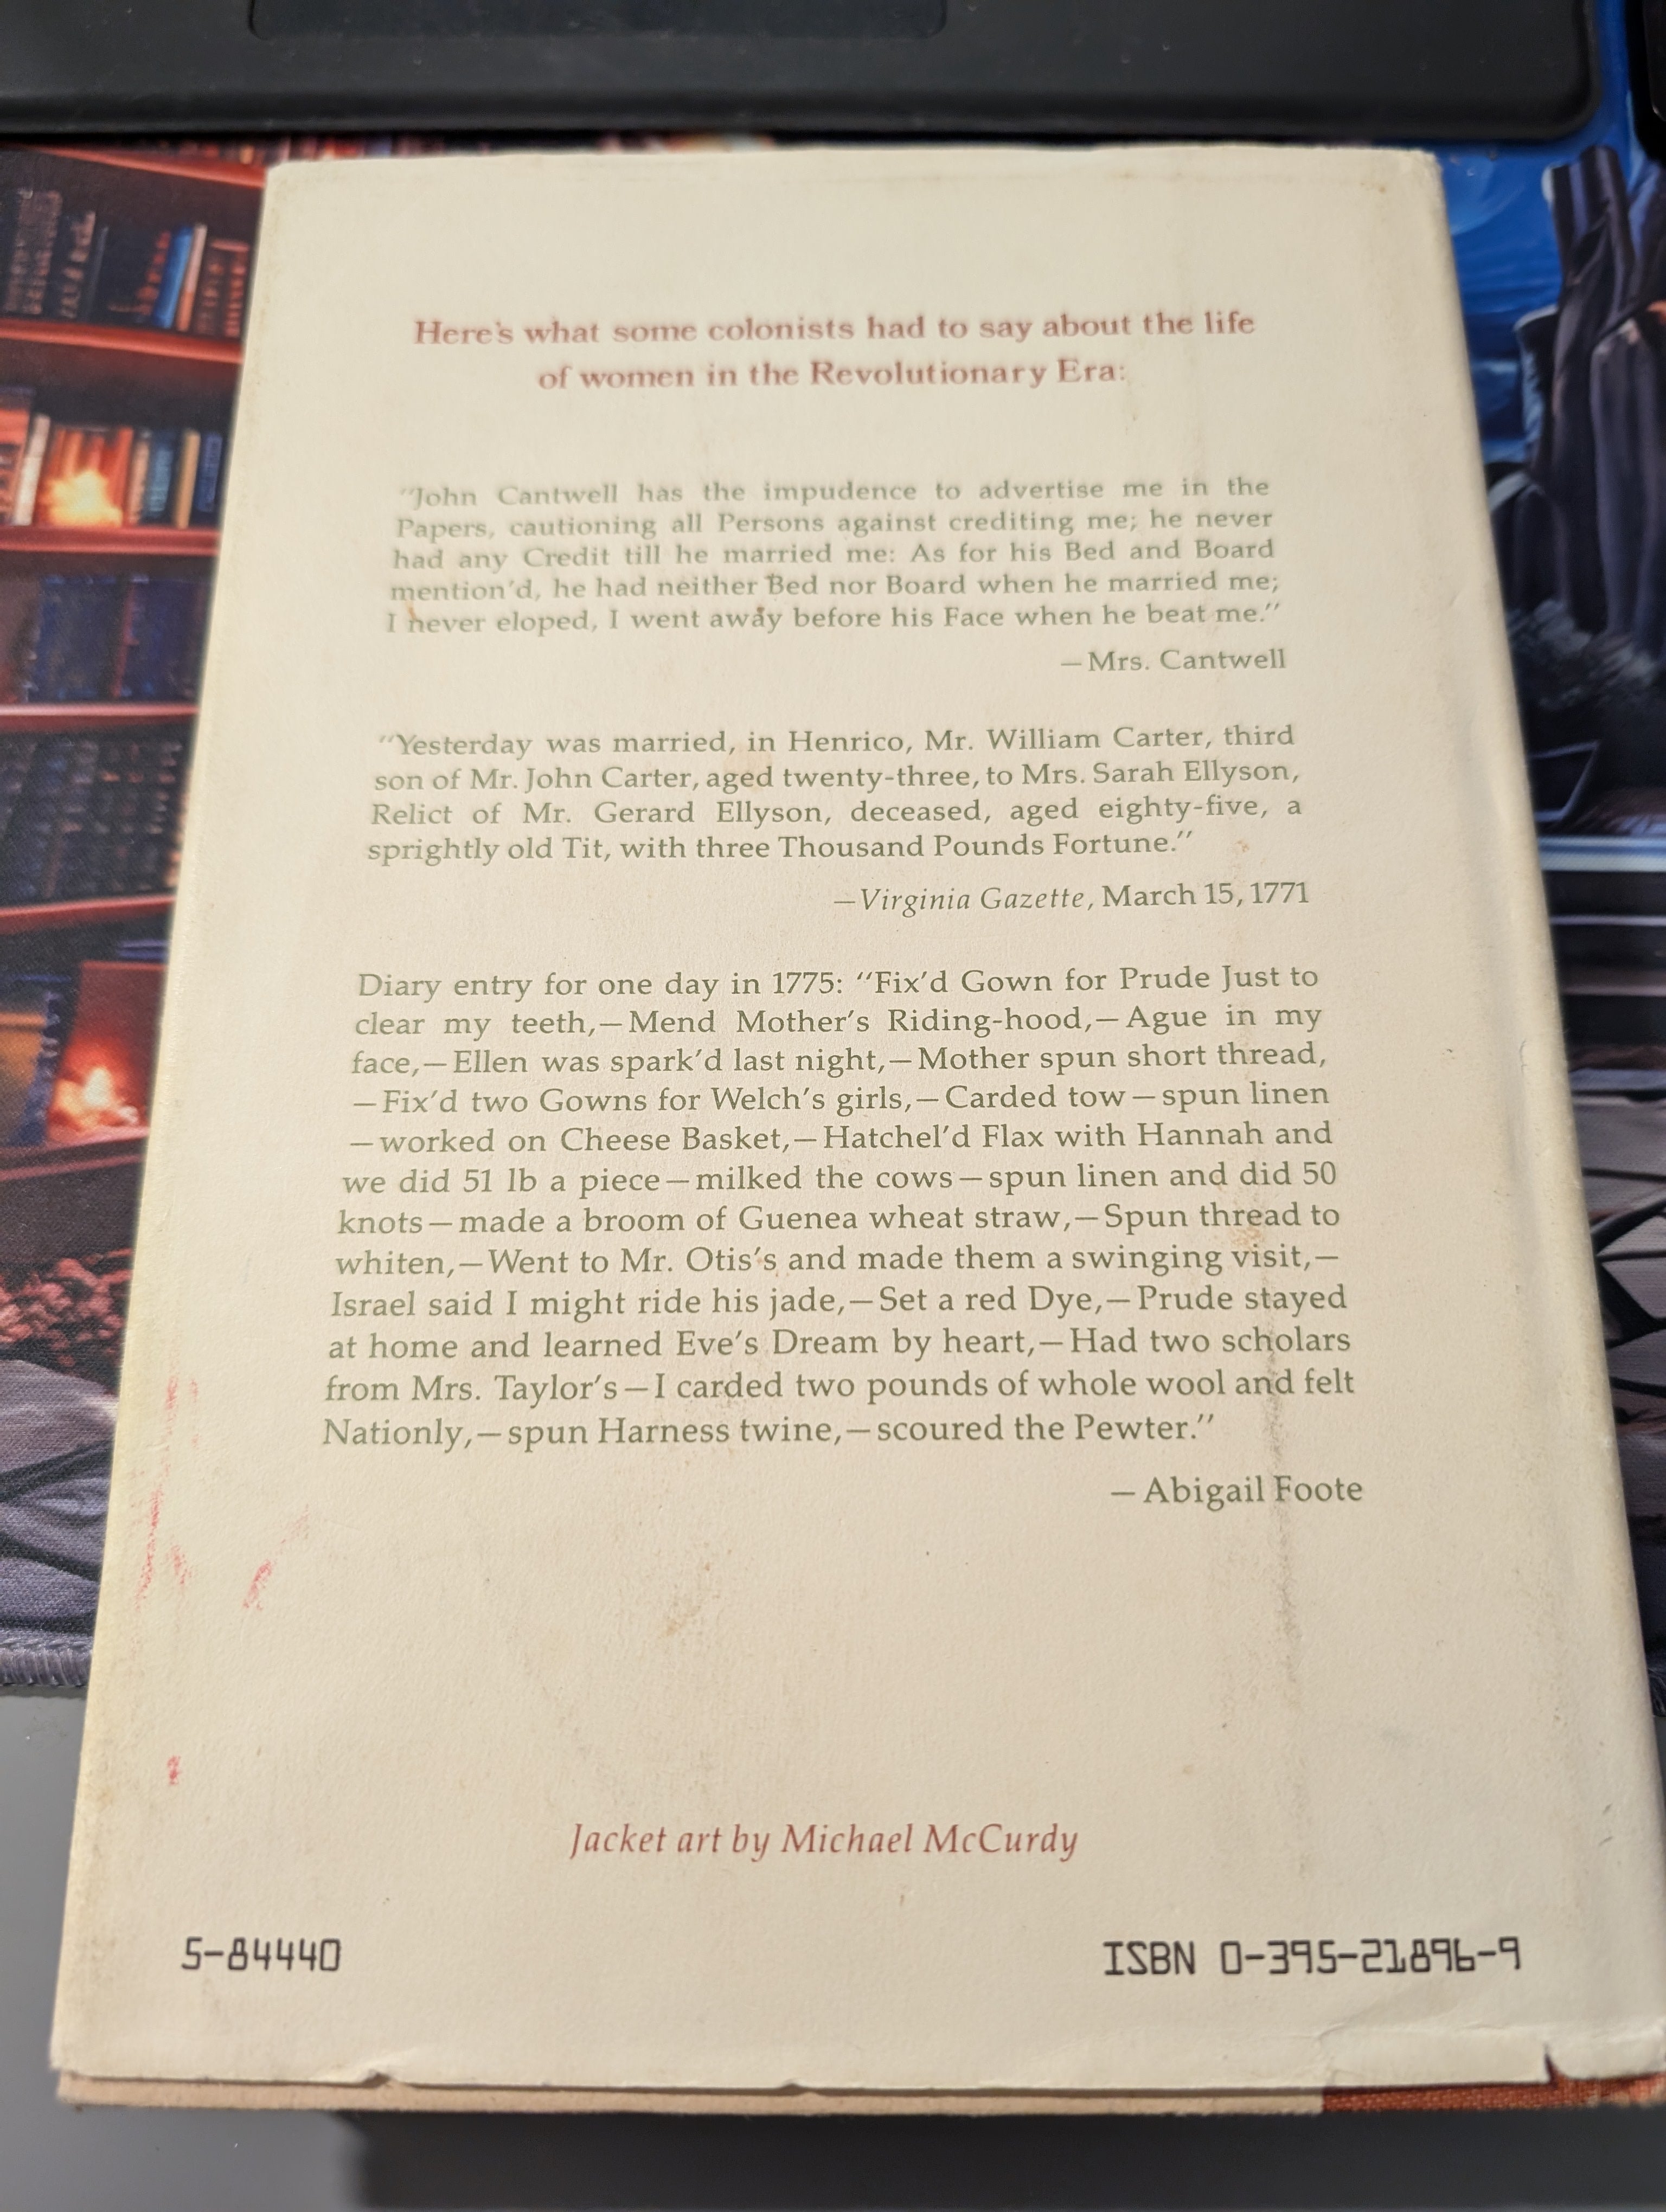 Here's what some colonists had to say about the life
of women in the Revolutionary Era:
"John Cantwell has the impudence to advertise me in the
Papers, cautioning all Persons against crediting me; he never
had any Credit till he married me: As for his Bed and Board
mention'd, he had neither Bed nor Board when he married me;
I never eloped, I went away before his Face when he beat me."
—Mrs. Cantwell
"Yesterday was married, in Henrico, Mr. William Carter, third
son of Mr. John Carter, aged twenty-three, to Mrs. Sarah Ellyson,
Relict of Mr. Gerard Ellyson, deceased, aged eighty-five, a
sprightly old Tit, with three Thousand Pounds Fortune."
—Virginia Gazette, March 15, 1771
Diary entry for one day in 1775: "Fix'd Gown for Prude Just to
clear my teeth,—Mend Mother's Riding-hood,—Ague in my
face,—Ellen was spark'd last night,—Mother spun short thread,
—Fix'd two Gowns for Welch's girls,—Carded tow—spun linen
—worked on Cheese Basket,—Hatchel'd Flax with Hannah and
we did 51 lb a piece—milked the cows—spun linen and did 50
knots—made a broom of Guenea wheat straw,—Spun thread to
whiten,—Went to Mr. Otis's and made them a swinging visit,—
Israel said I might ride his jade,—Set a red Dye,—Prude stayed
at home and learned Eve's Dream by heart,—Had two scholars
from Mrs. Taylor's—I carded two pounds of whole wool and felt
Nationly,—spun Harness twine,—scoured the Pewter."
—Abigail Foote
Jacket art by Michael McCurdy
5-84440
ISBN 0-395-21896-9